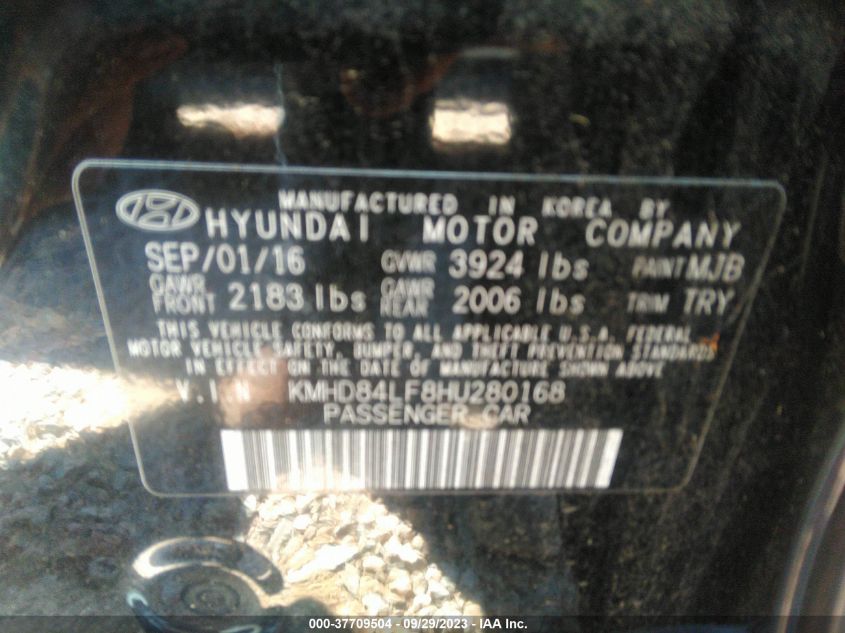 MANUFACTURED IN KOREA BY
HYUNDAI MOTOR COMPANY
SEP/01/16 GVWR 3924 lbs PAINT MJB
GAWR FRONT 2183 lbs GAWR REAR 2006 lbs TRIM TRY
THIS VEHICLE CONFORMS TO ALL APPLICABLE U.S.A. FEDERAL
MOTOR VEHICLE SAFETY, BUMPER, AND THEFT PREVENTION STANDARDS
IN EFFECT ON THE DATE OF MANUFACTURE SHOWN ABOVE
V.I.N KMHD84LF8HU280168
PASSENGER CAR
000-37709504 - 09/29/2023 - IAA, Inc.